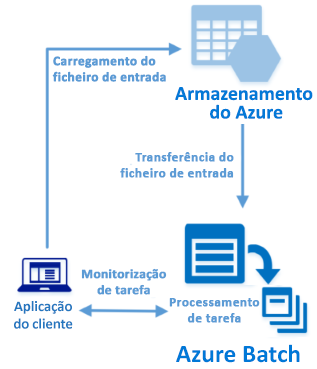 Carregamento do
ficheiro de entrada
Armazenamento
do Azure
Transferência do
ficheiro de entrada
Monitorização
de tarefa
Aplicação
do cliente
Processamento
de tarefa
Azure Batch